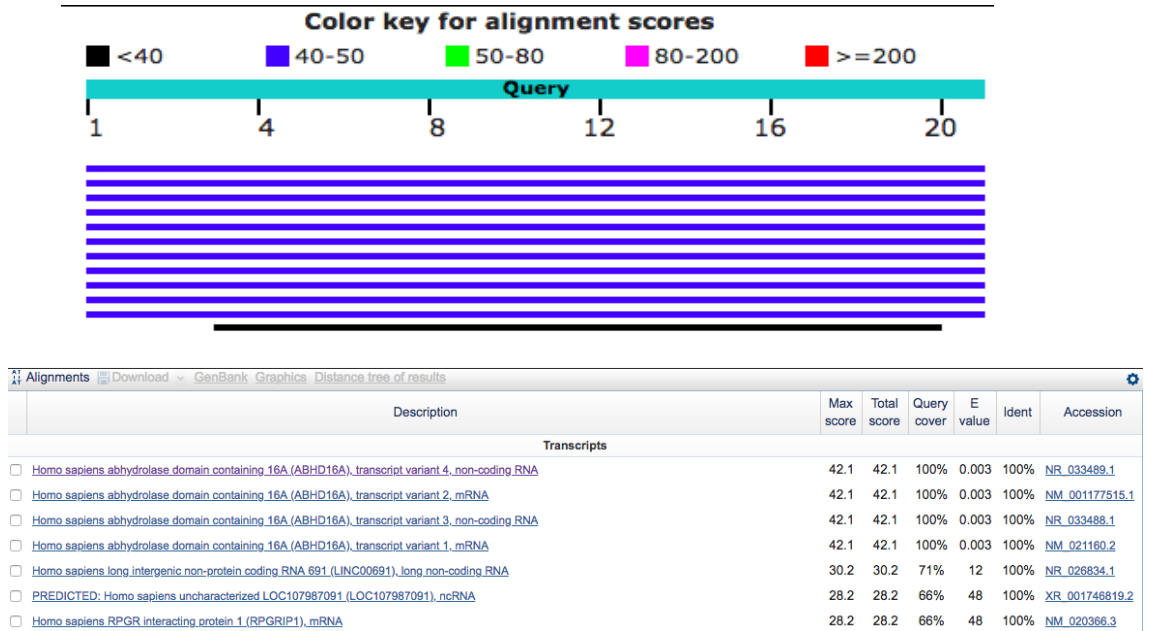 Color key for alignment scores
<40 40-50 50-80 80-200 >=200
Query
1 4 8 12 16 20
Alignments Download GenBank Graphics Distance tree of results
Description Max score Total score Query cover E value Ident Accession
Transcripts
Homo sapiens abhydrolase domain containing 16A (ABHD16A), transcript variant 4, non-coding RNA 42.1 42.1 100% 0.003 100% NR_033489.1
Homo sapiens abhydrolase domain containing 16A (ABHD16A), transcript variant 2, mRNA 42.1 42.1 100% 0.003 100% NM_001177515.1
Homo sapiens abhydrolase domain containing 16A (ABHD16A), transcript variant 3, non-coding RNA 42.1 42.1 100% 0.003 100% NR_033488.1
Homo sapiens abhydrolase domain containing 16A (ABHD16A), transcript variant 1, mRNA 42.1 42.1 100% 0.003 100% NM_021160.2
Homo sapiens long intergenic non-protein coding RNA 691 (LINC00691), long non-coding RNA 30.2 30.2 71% 12 100% NR_026834.1
PREDICTED: Homo sapiens uncharacterized LOC107987091 (LOC107987091), ncRNA 28.2 28.2 66% 48 100% XR_001746819.2
Homo sapiens RPGR interacting protein 1 (RPGRIP1), mRNA 28.2 28.2 66% 48 100% NM_020366.3